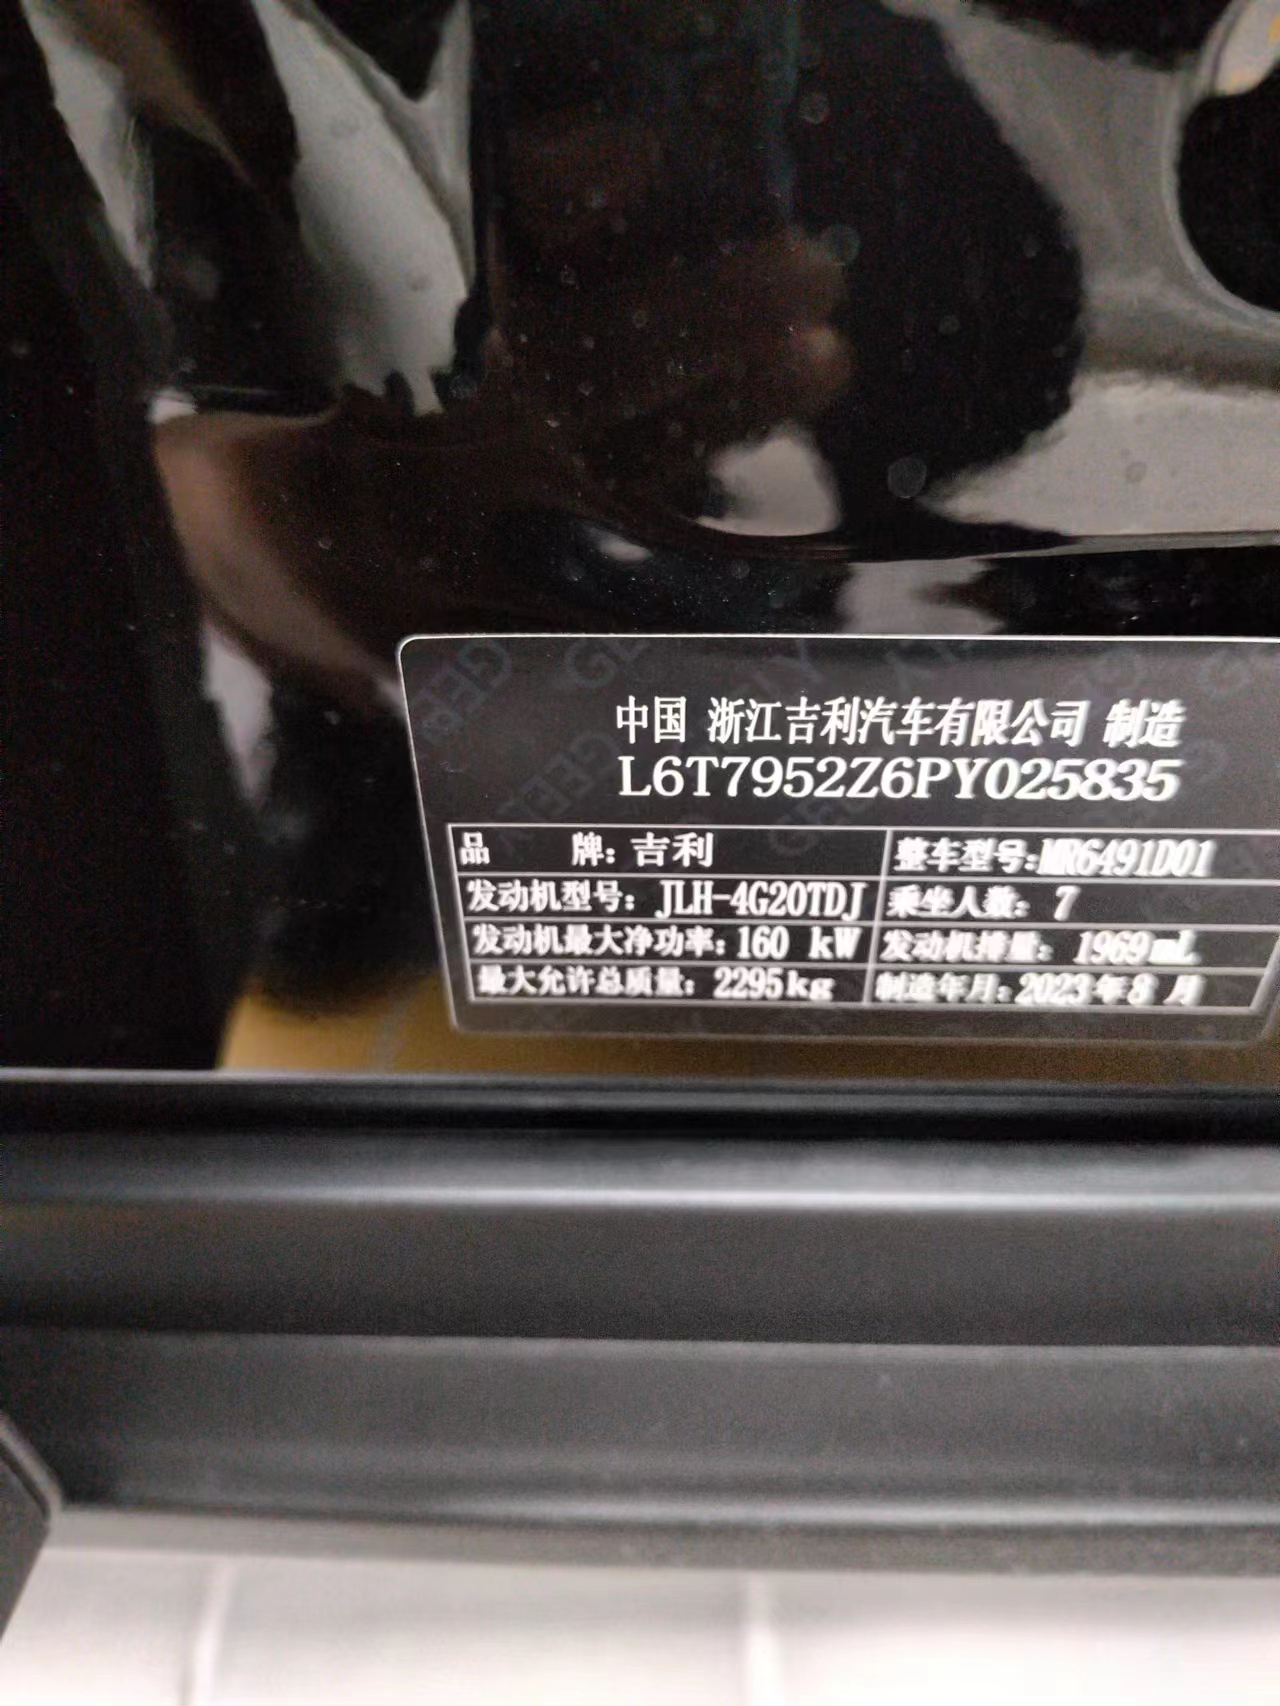 中国 浙江吉利汽车有限公司 制造
L6T7952Z6PY025835
品 牌: 吉利 整车型号: MR6491D01
发动机型号: JLH-4G20TDJ 乘坐人数: 7
发动机最大净功率: 160 kW 发动机排量: 1969mL
最大允许总质量: 2295kg 制造年月: 2023年8月